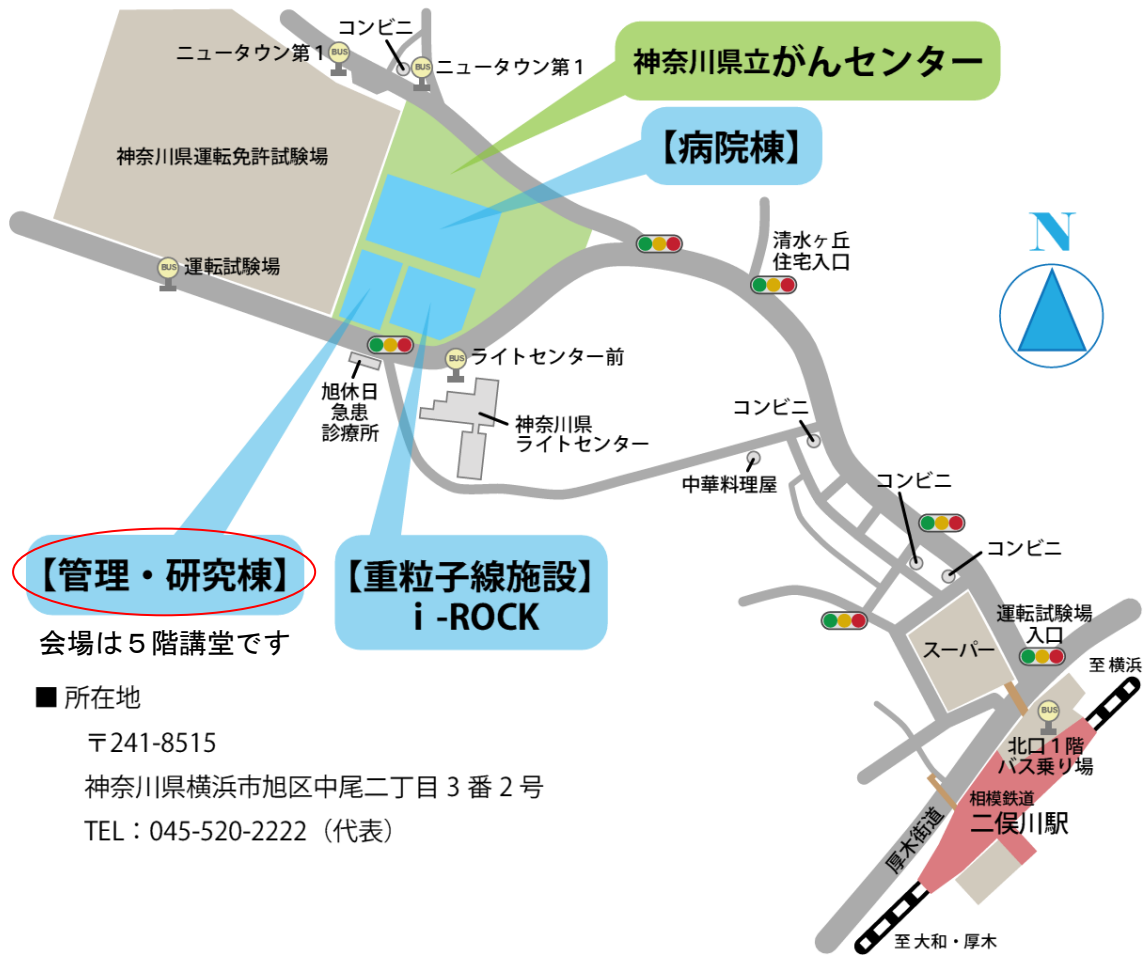 コンビニ
ニュータウン第1
BUS
BUS
ニュータウン第1
神奈川県立がんセンター
【病院棟】
神奈川県運転免許試験場
N
清水ヶ丘
住宅入口
BUS
運転試験場
BUS
ライトセンター前
旭休日
急患
診療所
神奈川県
ライトセンター
コンビニ
中華料理屋
コンビニ
コンビニ
【管理・研究棟】
【重粒子線施設】
i -ROCK
会場は５階講堂です
運転試験場
入口
スーパー
至 横浜
BUS
北口１階
バス乗り場
相模鉄道
二俣川駅
厚木街道
至 大和・厚木
■ 所在地
〒241-8515
神奈川県横浜市旭区中尾二丁目 3 番 2 号
TEL：045-520-2222（代表）